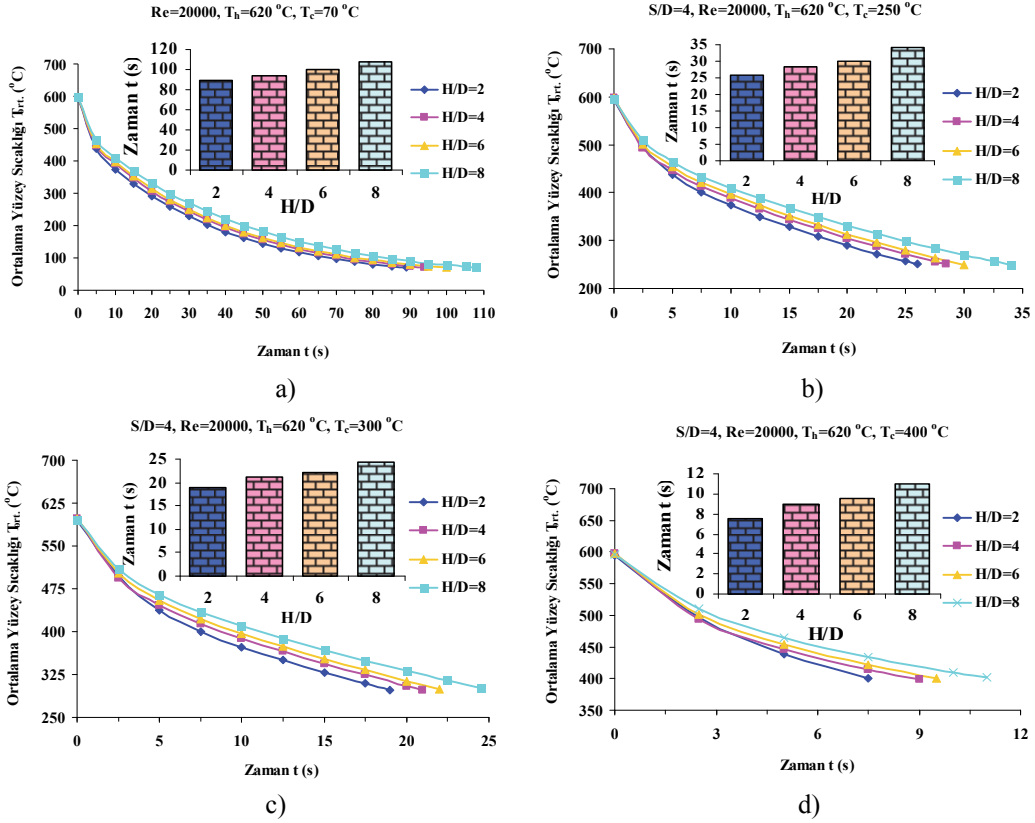 Re=20000, Th=620 °C, Tc=70 °C
Ortalama Yüzey Sıcaklığı Tort. (°C)
700
600
500
400
300
200
100
0
0 10 20 30 40 50 60 70 80 90 100 110
Zaman t (s)
Zaman t (s)
120
100
80
60
40
20
0
2 4 6 8
H/D
H/D=2
H/D=4
H/D=6
H/D=8
a)
S/D=4, Re=20000, Th=620 °C, Tc=250 °C
Ortalama Yüzey Sıcaklığı Tort. (°C)
700
600
500
400
300
200
0 5 10 15 20 25 30 35
Zaman t (s)
Zaman t (s)
35
30
25
20
15
10
5
0
2 4 6 8
H/D
H/D=2
H/D=4
H/D=6
H/D=8
b)
S/D=4, Re=20000, Th=620 °C, Tc=300 °C
Ortalama Yüzey Sıcaklığı Tort. (°C)
700
625
550
475
400
325
250
0 5 10 15 20 25
Zaman t (s)
Zaman t (s)
25
20
15
10
5
0
2 4 6 8
H/D
H/D=2
H/D=4
H/D=6
H/D=8
c)
S/D=4, Re=20000, Th=620 °C, Tc=400 °C
Ortalama Yüzey Sıcaklığı Tort. (°C)
700
650
600
550
500
450
400
350
0 3 6 9 12
Zaman t (s)
Zaman t (s)
12
10
8
6
4
2
0
2 4 6 8
H/D
H/D=2
H/D=4
H/D=6
H/D=8
d)